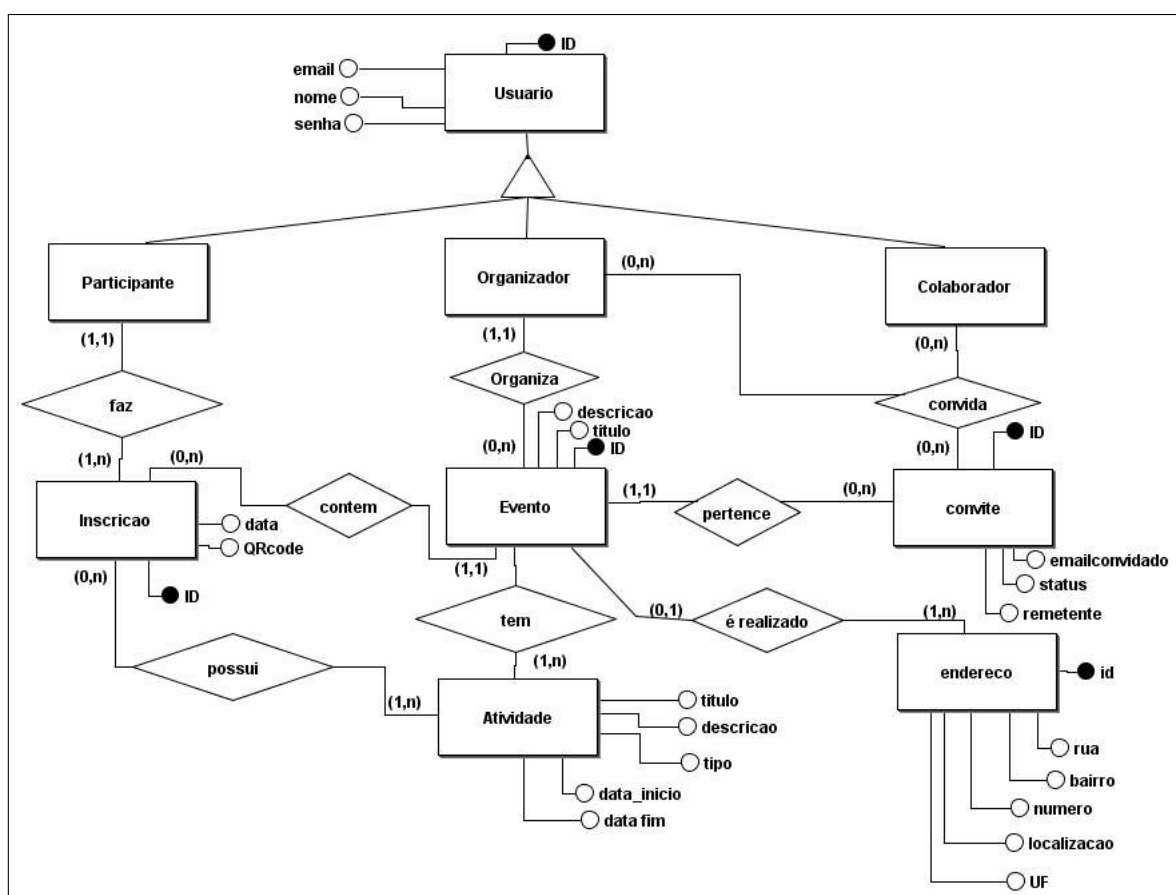 ID
email
Usuario
nome
senha
Participante
Organizador
(0,n)
Colaborador
(1,1)
(1,1)
(0,n)
faz
Organiza
convida
descricao
titulo
ID
(1,n)
(0,n)
(0,n)
(0,n)
ID
Inscricao
data
QRcode
contem
Evento
(1,1)
pertence
(0,n)
convite
(0,n)
ID
(1,1)
emailconvidado
status
remetente
tem
(0,1)
é realizado
(1,n)
possui
(1,n)
(1,n)
endereco
id
Atividade
titulo
descricao
tipo
data_inicio
data fim
rua
bairro
numero
localizacao
UF